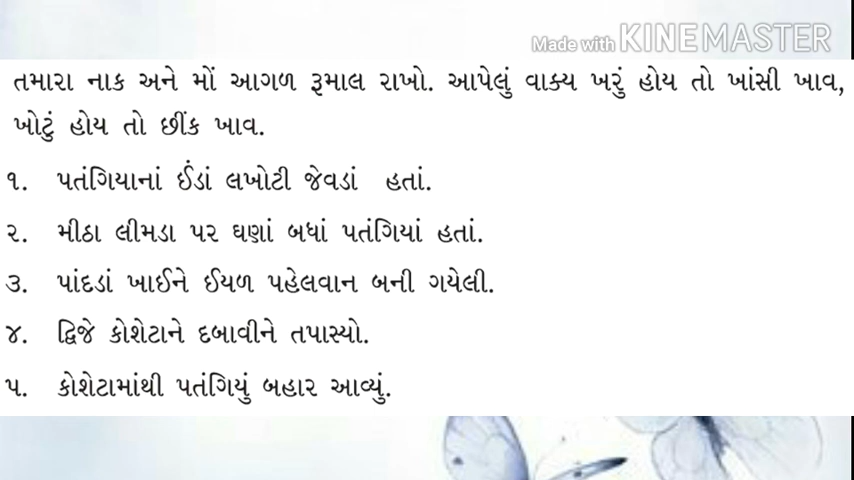 Made with KINEMASTER
તમારા નાક અને મોં આગળ રૂમાલ રાખો. આપેલું વાક્ય ખરું હોય તો ખાંસી ખાવ,
ખોટું હોય તો છીંક ખાવ.
૧. પતંગિયાનાં ઈંડાં લખોટી જેવડાં હતાં.
૨. મીઠા લીમડા પર ઘણાં બધાં પતંગિયાં હતાં.
૩. પાંદડાં ખાઈને ઈયળ પહેલવાન બની ગયેલી.
૪. દ્વિજે કોશેટાને દબાવીને તપાસ્યો.
૫. કોશેટામાંથી પતંગિયું બહાર આવ્યું.